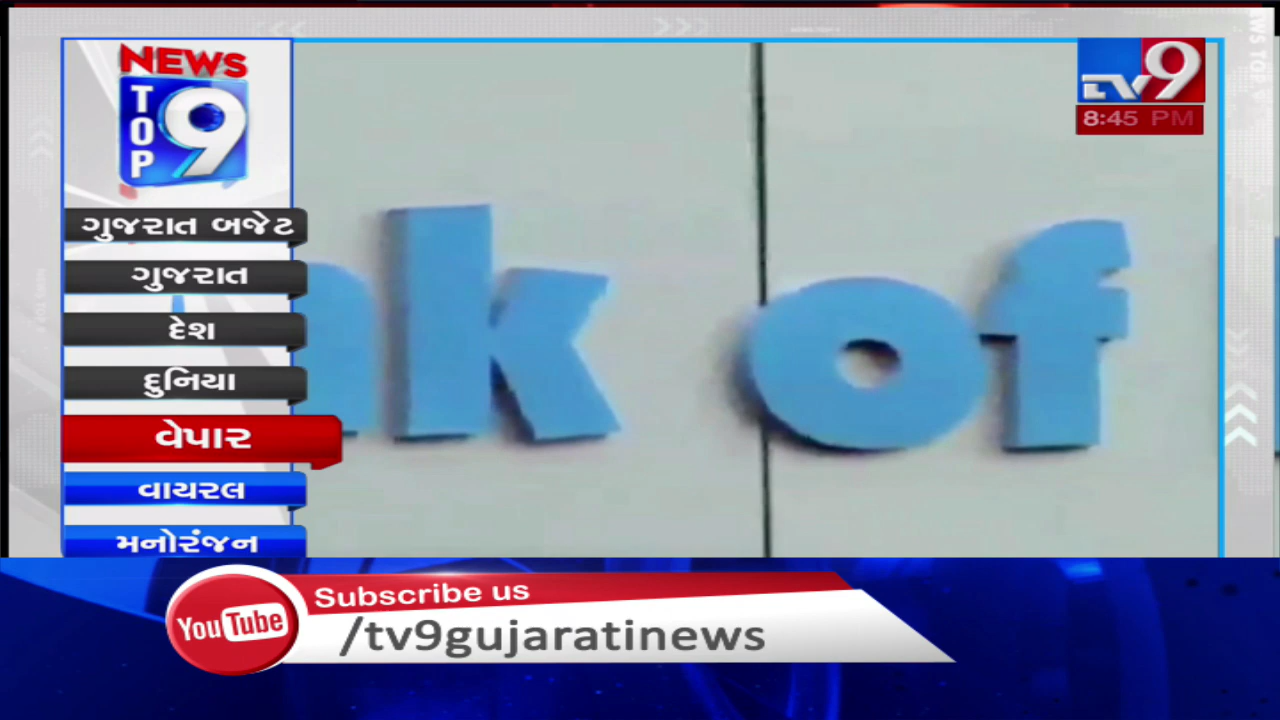 NEWS
TOP 9
ગુજરાત બજેટ
ગુજરાત
દેશ
દુનિયા
વેપાર
વાયરલ
મનોરંજન
nk of
TV9
8:45 PM
YouTube
Subscribe us
/tv9gujaratinews